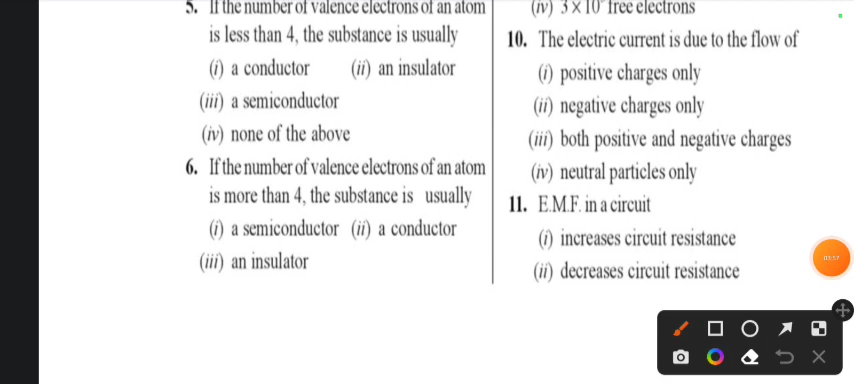 5. If the number of valence electrons of an atom
is less than 4, the substance is usually
(i) a conductor (ii) an insulator
(iii) a semiconductor
(iv) none of the above
6. If the number of valence electrons of an atom
is more than 4, the substance is usually
(i) a semiconductor (ii) a conductor
(iii) an insulator
(iv) 3 × 10 free electrons
10. The electric current is due to the flow of
(i) positive charges only
(ii) negative charges only
(iii) both positive and negative charges
(iv) neutral particles only
11. E.M.F. in a circuit
(i) increases circuit resistance
(ii) decreases circuit resistance